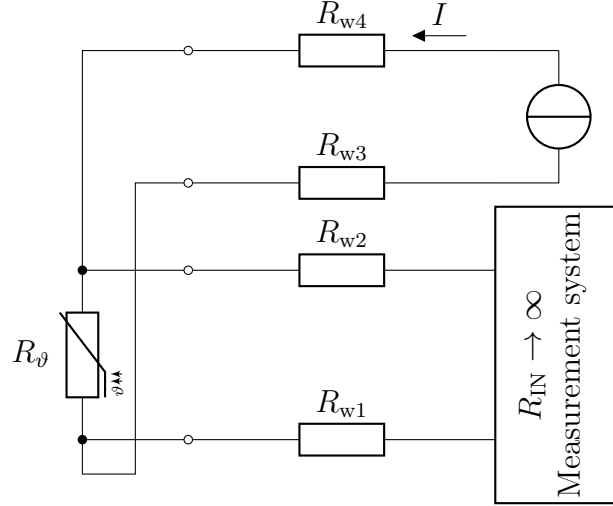 R_w4
I
R_w3
R_w2
R_ϑ
ϑ
R_w1
R_IN → ∞
Measurement system